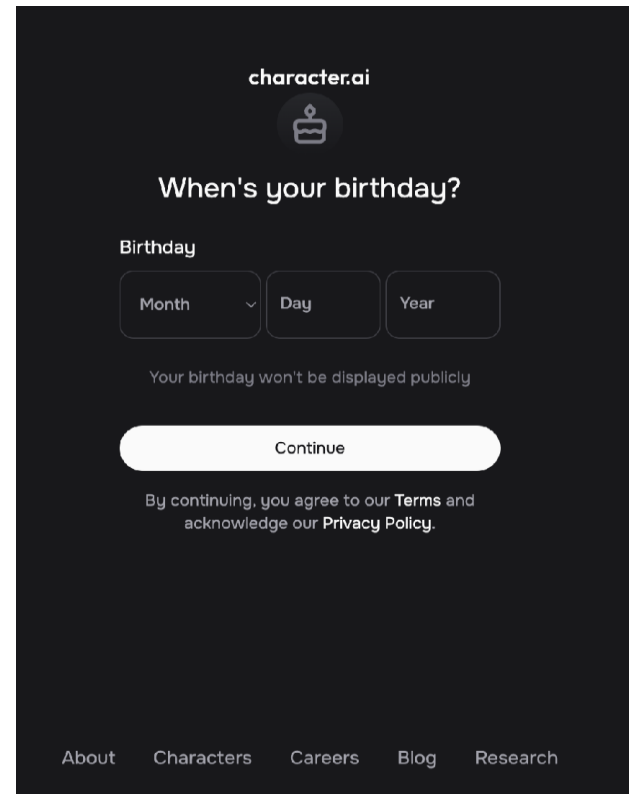 character.ai
When's your birthday?
Birthday
Month Day Year
Your birthday won't be displayed publicly
Continue
By continuing, you agree to our Terms and
acknowledge our Privacy Policy.
About Characters Careers Blog Research